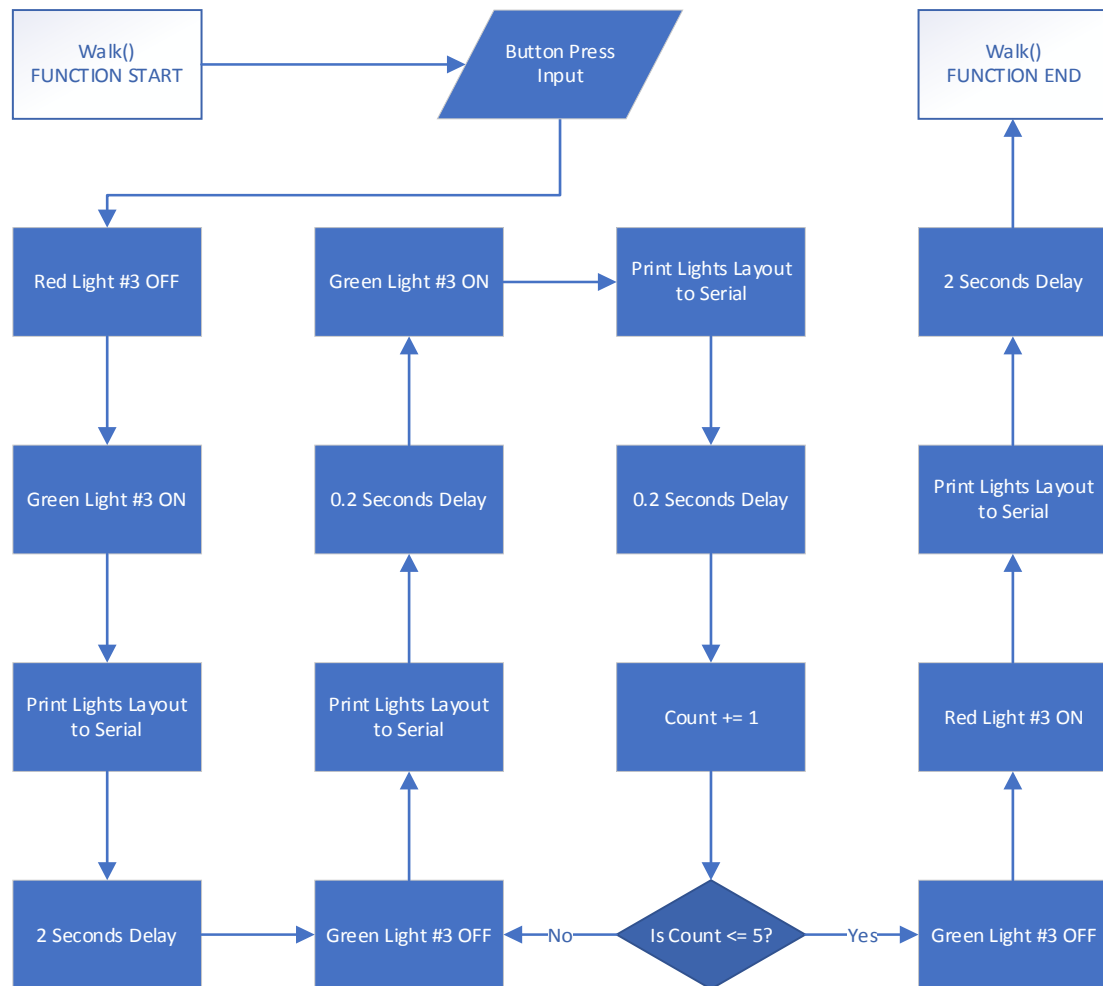 Walk()
FUNCTION START
Button Press
Input
Walk()
FUNCTION END
Red Light #3 OFF
Green Light #3 ON
Print Lights Layout
to Serial
2 Seconds Delay
Green Light #3 ON
0.2 Seconds Delay
0.2 Seconds Delay
Print Lights Layout
to Serial
Print Lights Layout
to Serial
Print Lights Layout
to Serial
Count += 1
Red Light #3 ON
2 Seconds Delay
Green Light #3 OFF
No
Is Count <= 5?
Yes
Green Light #3 OFF